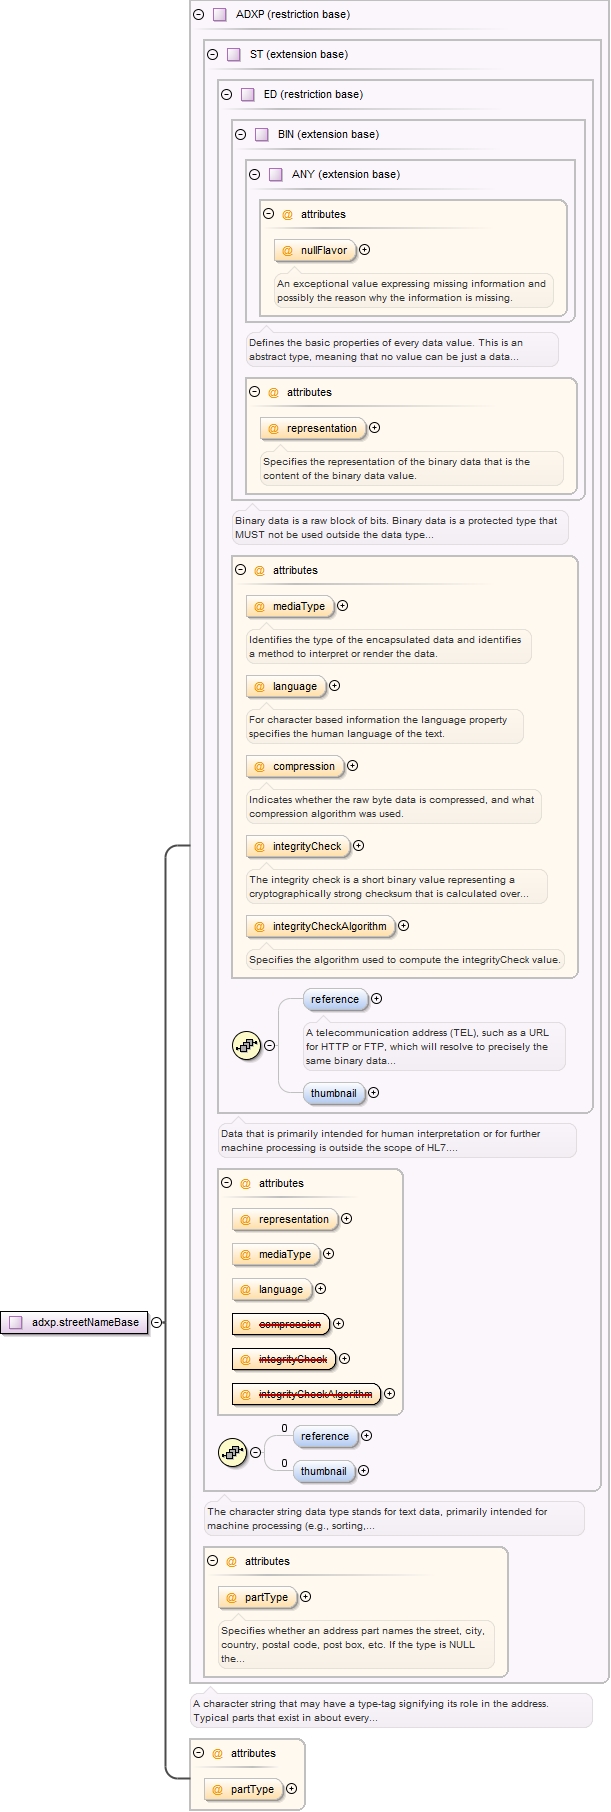 ADXP (restriction base)
ST (extension base)
ED (restriction base)
BIN (extension base)
ANY (extension base)
@ attributes
@ nullFlavor
An exceptional value expressing missing information and
possibly the reason why the information is missing.
Defines the basic properties of every data value. This is an
abstract type, meaning that no value can be just a data...
@ attributes
@ representation
Specifies the representation of the binary data that is the
content of the binary data value.
Binary data is a raw block of bits. Binary data is a protected type that
MUST not be used outside the data type...
@ attributes
@ mediaType
Identifies the type of the encapsulated data and identifies
a method to interpret or render the data.
@ language
For character based information the language property
specifies the human language of the text.
@ compression
Indicates whether the raw byte data is compressed, and what
compression algorithm was used.
@ integrityCheck
The integrity check is a short binary value representing a
cryptographically strong checksum that is calculated over...
@ integrityCheckAlgorithm
Specifies the algorithm used to compute the integrityCheck value.
reference
A telecommunication address (TEL), such as a URL
for HTTP or FTP, which will resolve to precisely the
same binary data...
thumbnail
Data that is primarily intended for human interpretation or for further
machine processing is outside the scope of HL7....
@ attributes
@ representation
@ mediaType
@ language
adxp.streetNameBase
@ compression
@ integrityCheck
@ integrityCheckAlgorithm
0 reference
0 thumbnail
The character string data type stands for text data, primarily intended for
machine processing (e.g., sorting,...
@ attributes
@ partType
Specifies whether an address part names the street, city,
country, postal code, post box, etc. If the type is NULL
the...
A character string that may have a type-tag signifying its role in the address.
Typical parts that exist in about every...
@ attributes
@ partType